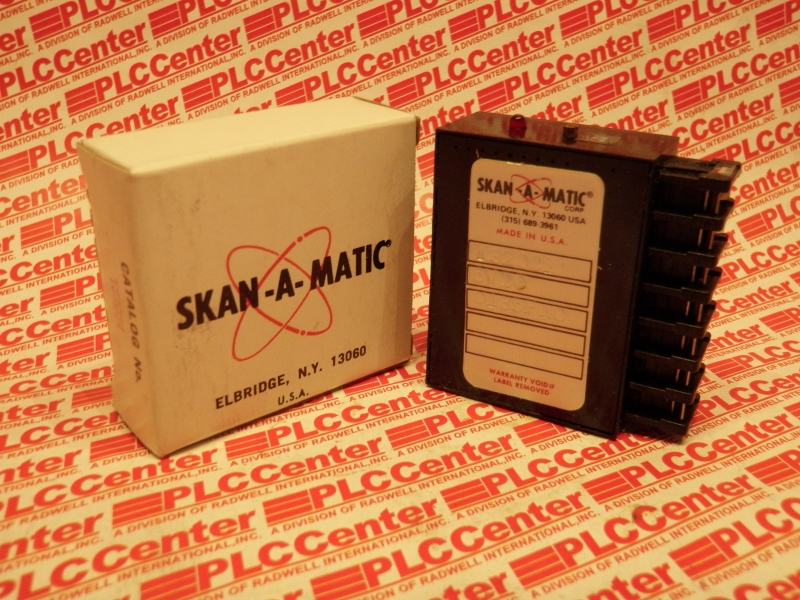 SKAN-A-MATIC®
ELBRIDGE, N.Y. 13060
U.S.A.
CATALOG No.
SKAN-A-MATIC®
CORP
ELBRIDGE, N.Y. 13060 USA
(315) 689-3961
MADE IN U.S.A.
WARRANTY VOID IF
LABEL REMOVED
PLCCenter
A DIVISION OF RADWELL INTERNATIONAL, INC.